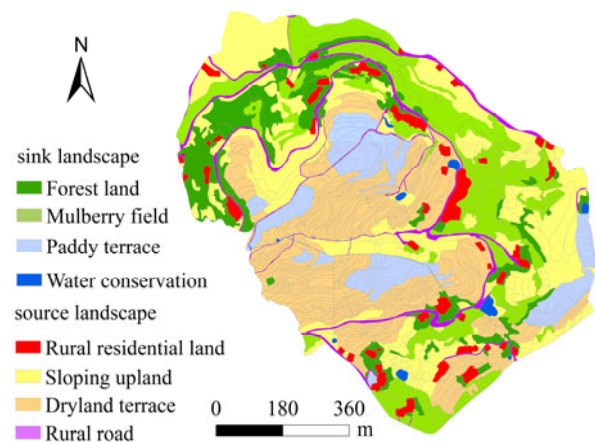 N
sink landscape
Forest land
Mulberry field
Paddy terrace
Water conservation
source landscape
Rural residential land
Sloping upland
Dryland terrace
Rural road
0 180 360
m